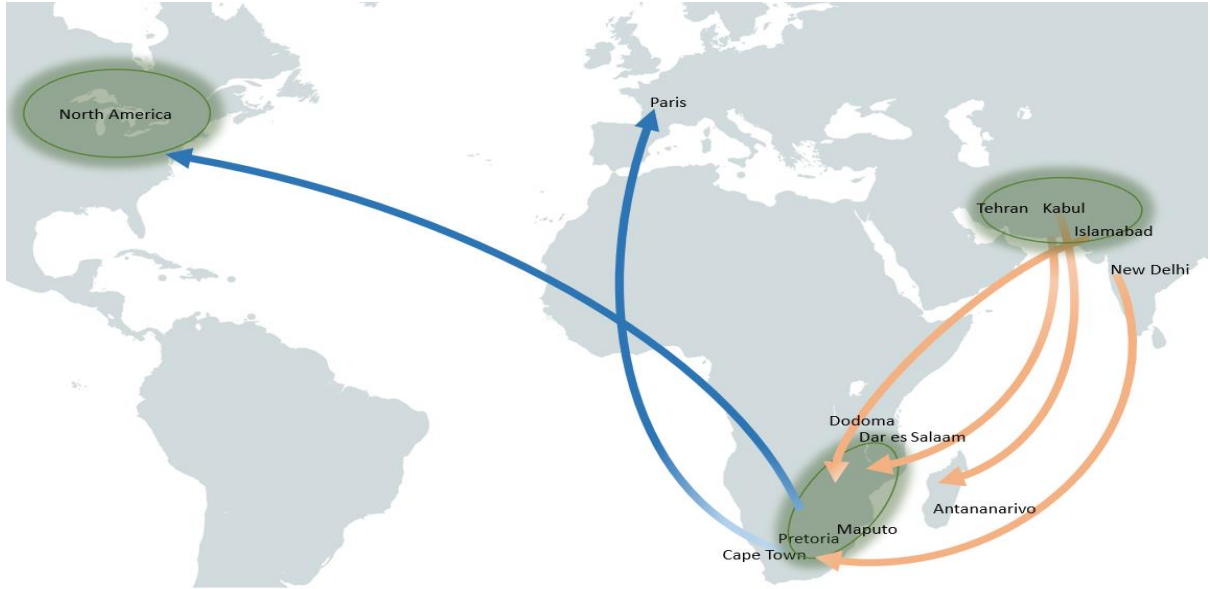 Paris
North America
Tehran Kabul
Islamabad
New Delhi
Dodoma
Dar es Salaam
Antananarivo
Maputo
Pretoria
Cape Town